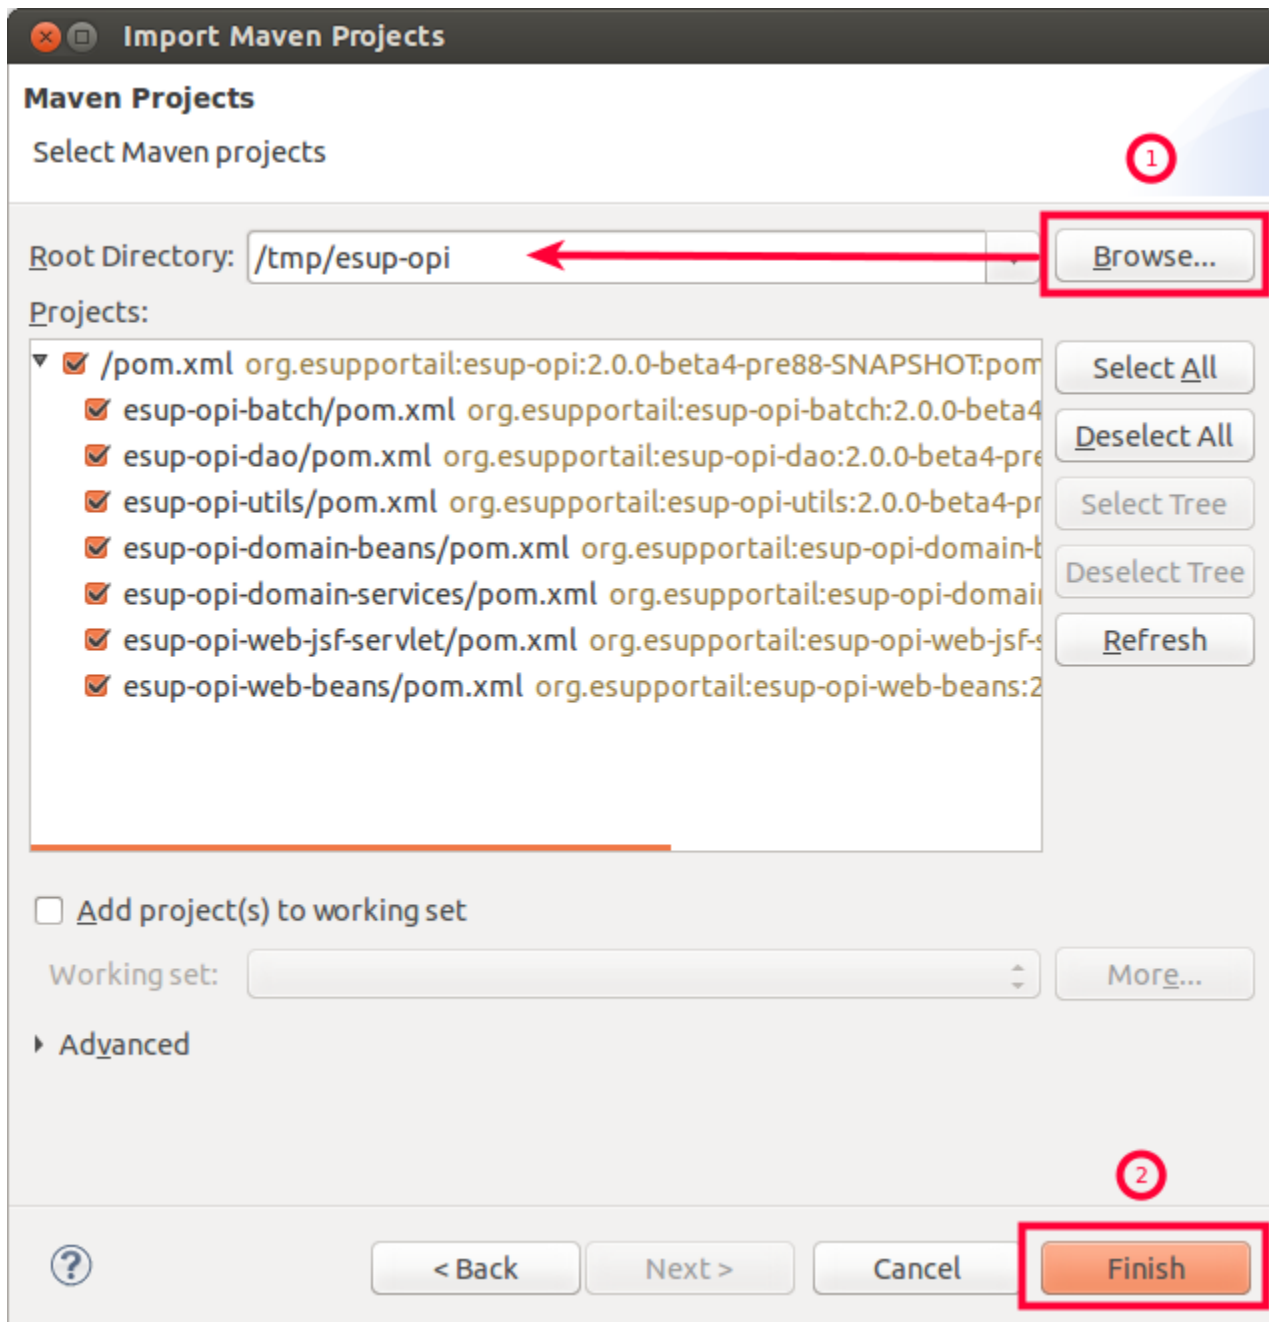 Import Maven Projects
Maven Projects
Select Maven projects
1
Root Directory: /tmp/esup-opi Browse...
Projects:
/pom.xml org.esupportail:esup-opi:2.0.0-beta4-pre88-SNAPSHOT:pom
Select All
esup-opi-batch/pom.xml org.esupportail:esup-opi-batch:2.0.0-beta4
Deselect All
esup-opi-dao/pom.xml org.esupportail:esup-opi-dao:2.0.0-beta4-pre
esup-opi-utils/pom.xml org.esupportail:esup-opi-utils:2.0.0-beta4-pr
Select Tree
esup-opi-domain-beans/pom.xml org.esupportail:esup-opi-domain-b
Deselect Tree
esup-opi-domain-services/pom.xml org.esupportail:esup-opi-domain
esup-opi-web-jsf-servlet/pom.xml org.esupportail:esup-opi-web-jsf-s
Refresh
esup-opi-web-beans/pom.xml org.esupportail:esup-opi-web-beans:2
Add project(s) to working set
Working set: More...
Advanced
2
? < Back Next > Cancel Finish